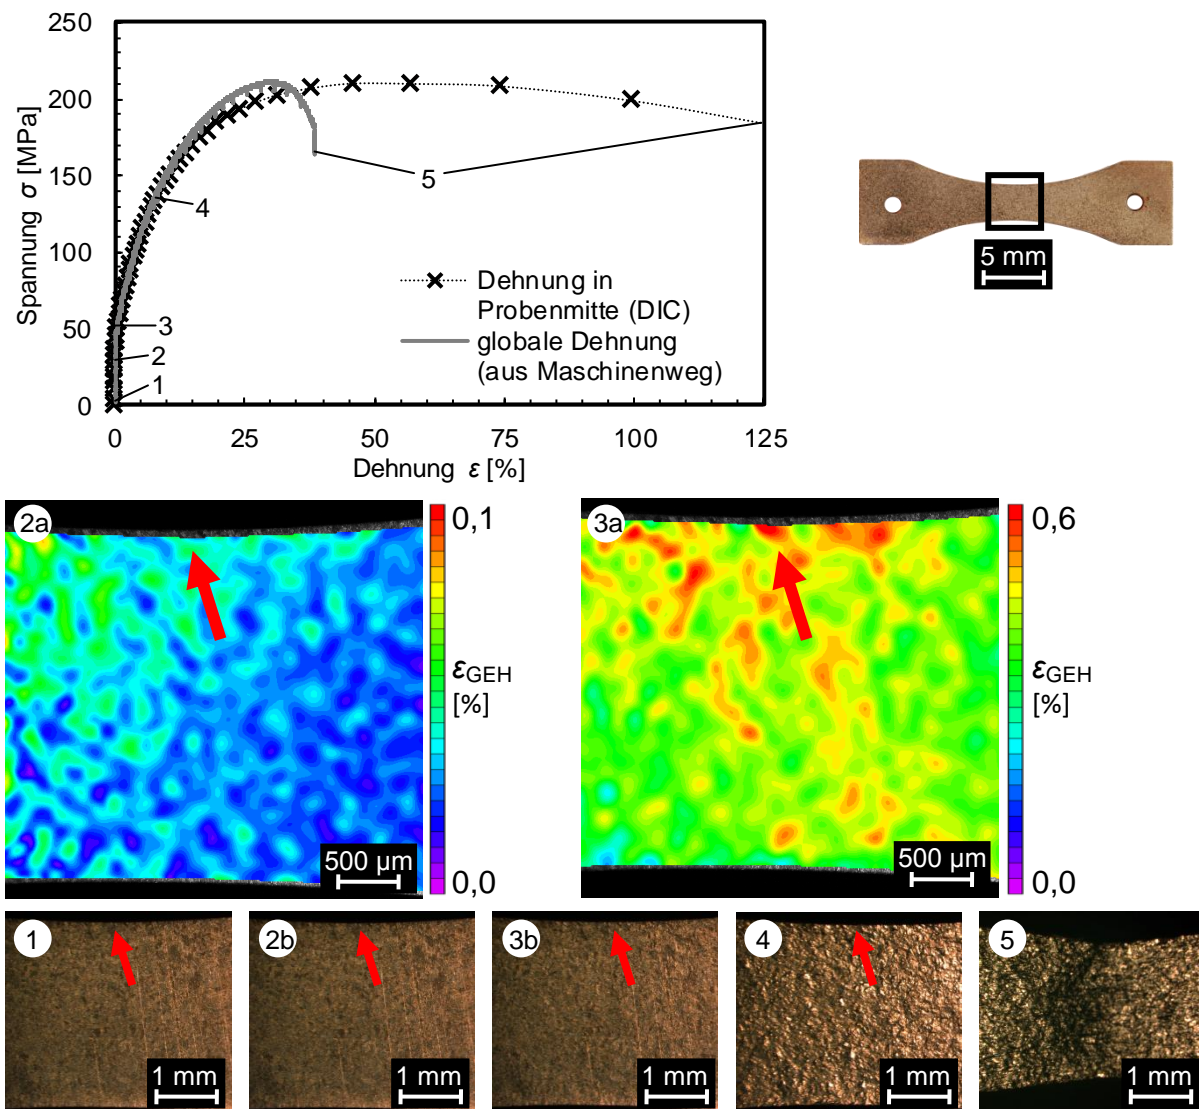 250
200
150
100
50
0
Spannung σ [MPa]
0
25
50
75
100
125
Dehnung ε [%]
5
4
3
2
1
Dehnung in
Probenmitte (DIC)
globale Dehnung
(aus Maschinenweg)
5 mm
2a
0,1
εGEH
[%]
0,0
500 µm
3a
0,6
εGEH
[%]
0,0
500 µm
1
1 mm
2b
1 mm
3b
1 mm
4
1 mm
5
1 mm